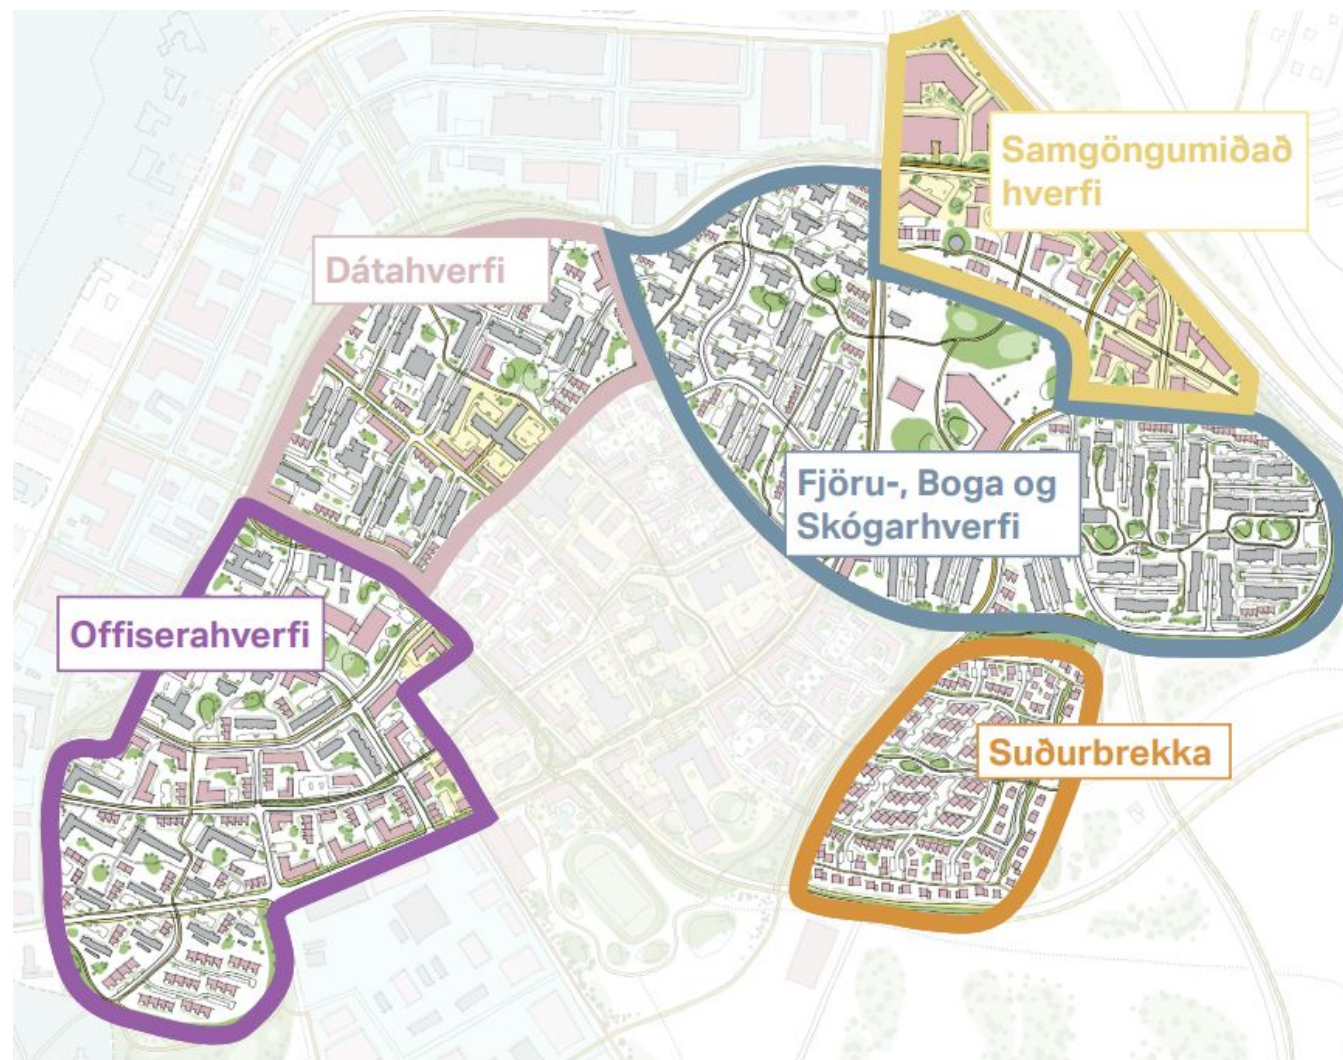 Samgöngumiðað
hverfi
Dátahverfi
Fjöru-, Boga og
Skógarhverfi
Offiserahverfi
Suðurbrekka